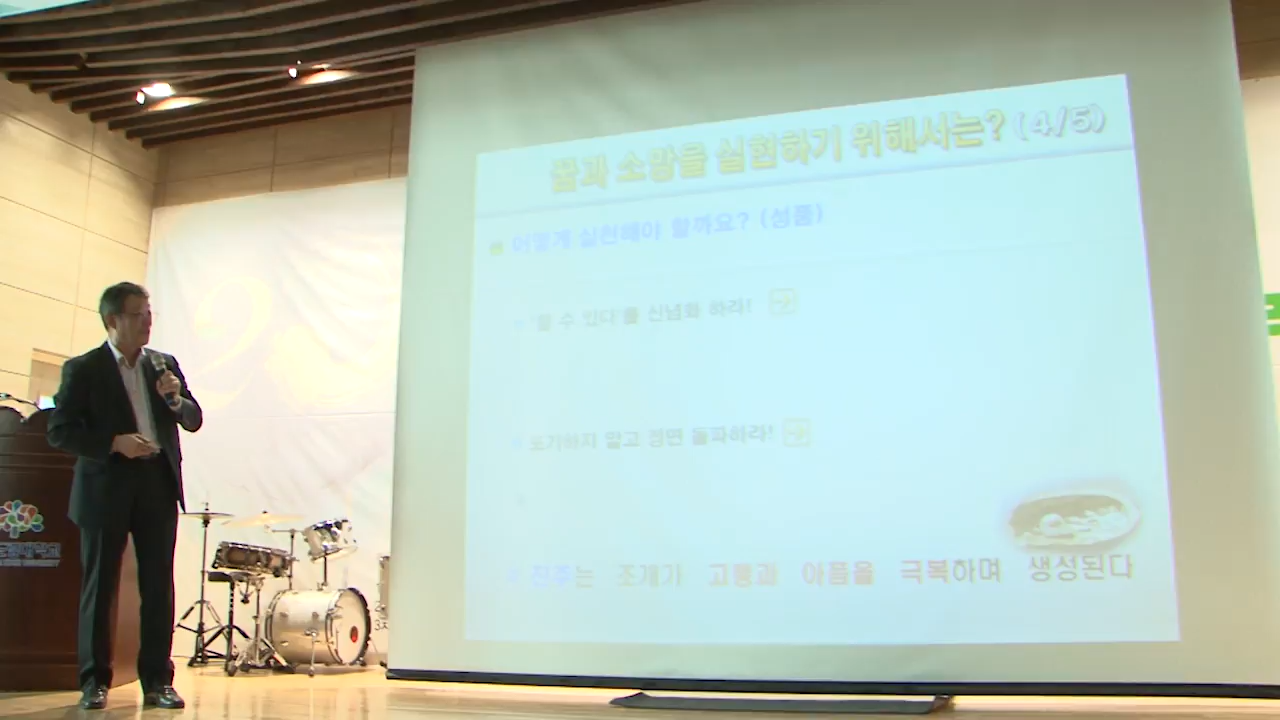 꿈과 소망을 실현하기 위해서는? (4/5)
어떻게 실현해야 할까요? (성품)
'할 수 있다'를 신념화 하라!
포기하지 말고 정면 돌파하라!
진주는 조개가 고통과 아픔을 극복하며 생성된다